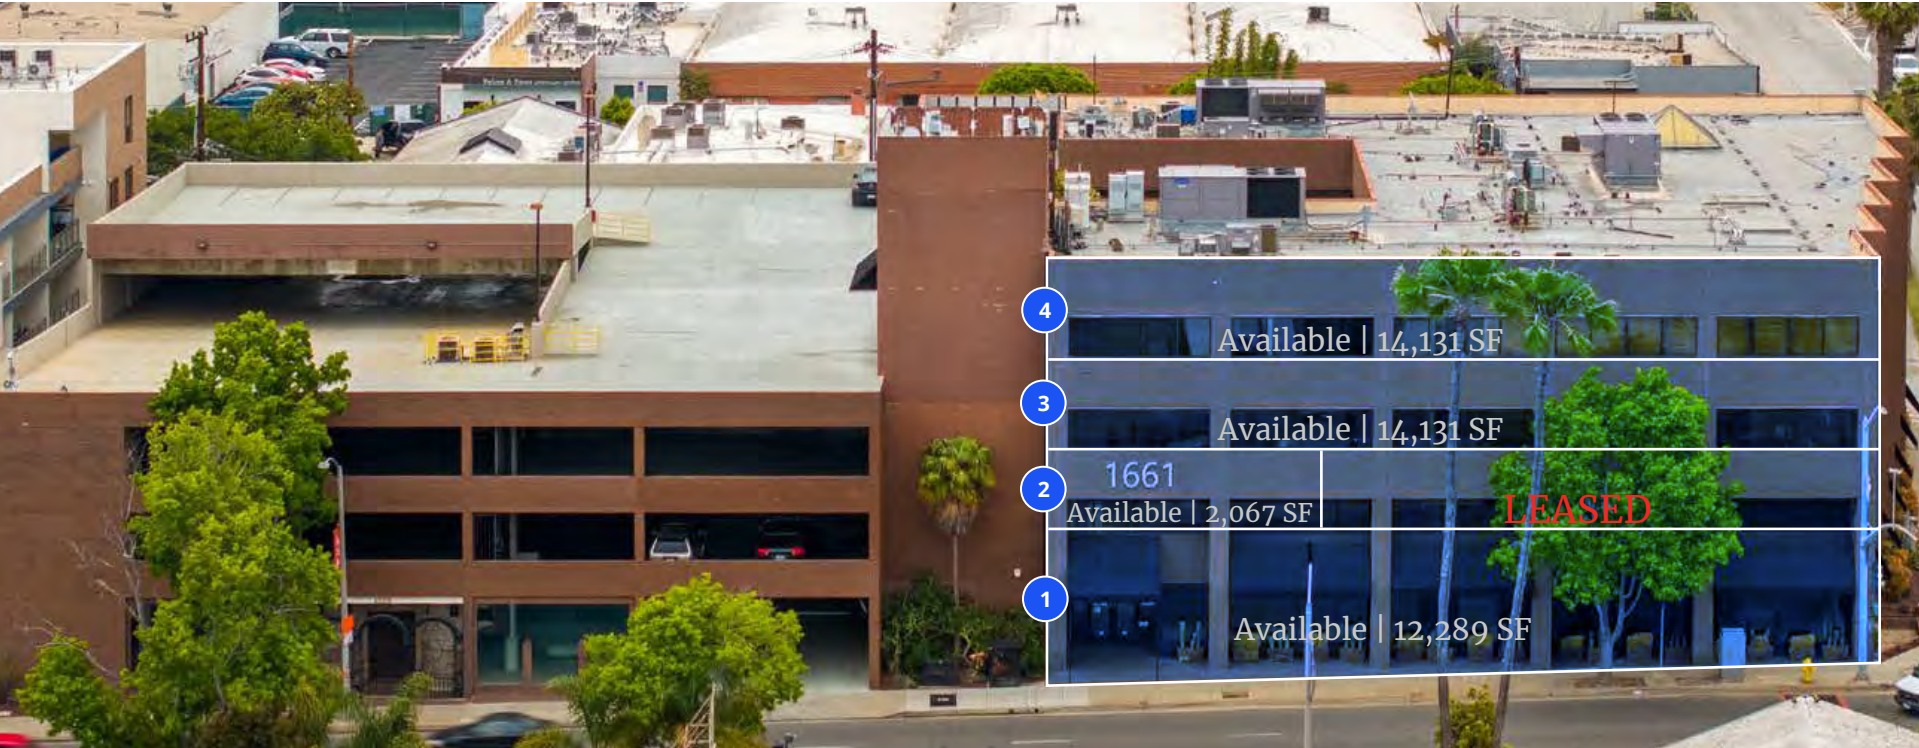 4
Available | 14,131 SF
3
Available | 14,131 SF
1661
2
Available | 2,067 SF
LEASED
1
Available | 12,289 SF